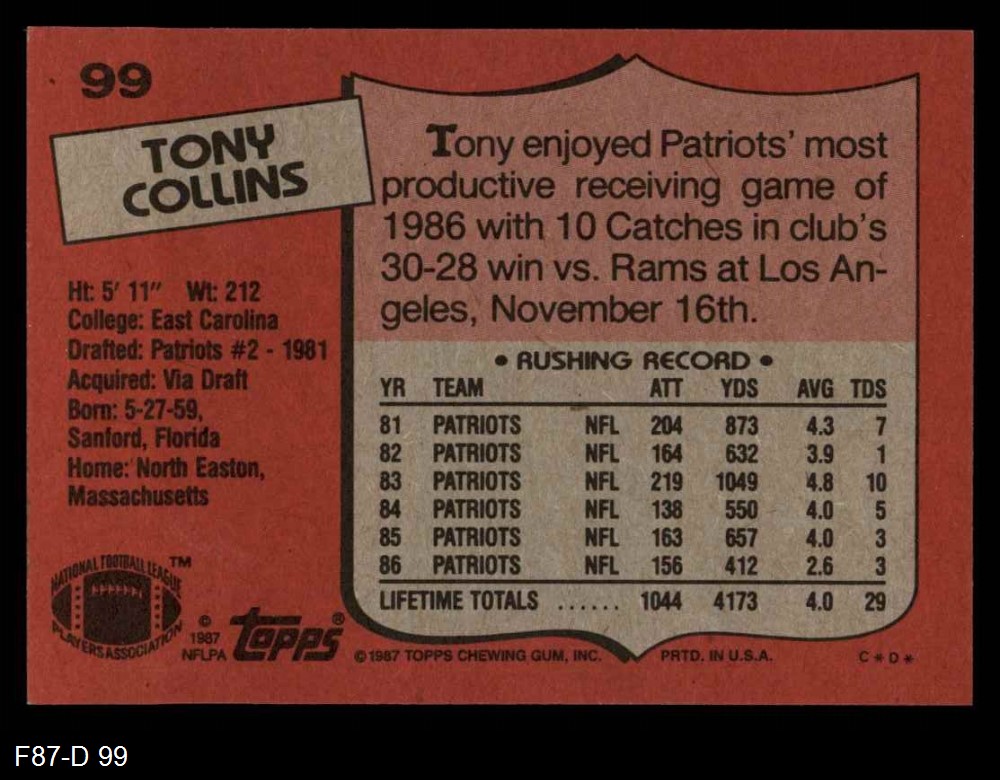 99
TONY
COLLINS
Tony enjoyed Patriots' most
productive receiving game of
1986 with 10 Catches in club's
30-28 win vs. Rams at Los An-
geles, November 16th.
Ht: 5' 11" Wt: 212
College: East Carolina
Drafted: Patriots #2 - 1981
Acquired: Via Draft
Born: 5-27-59,
Sanford, Florida
Home: North Easton,
Massachusetts
• RUSHING RECORD •
YR TEAM ATT YDS AVG TDS
81 PATRIOTS NFL 204 873 4.3 7
82 PATRIOTS NFL 164 632 3.9 1
83 PATRIOTS NFL 219 1049 4.8 10
84 PATRIOTS NFL 138 550 4.0 5
85 PATRIOTS NFL 163 657 4.0 3
86 PATRIOTS NFL 156 412 2.6 3
LIFETIME TOTALS ...... 1044 4173 4.0 29
NATIONAL FOOTBALL LEAGUE ™
PLAYERS ASSOCIATION
©
1987
NFLPA
topps®
© 1987 TOPPS CHEWING GUM, INC. PRTD. IN U.S.A. C * D *
F87-D 99